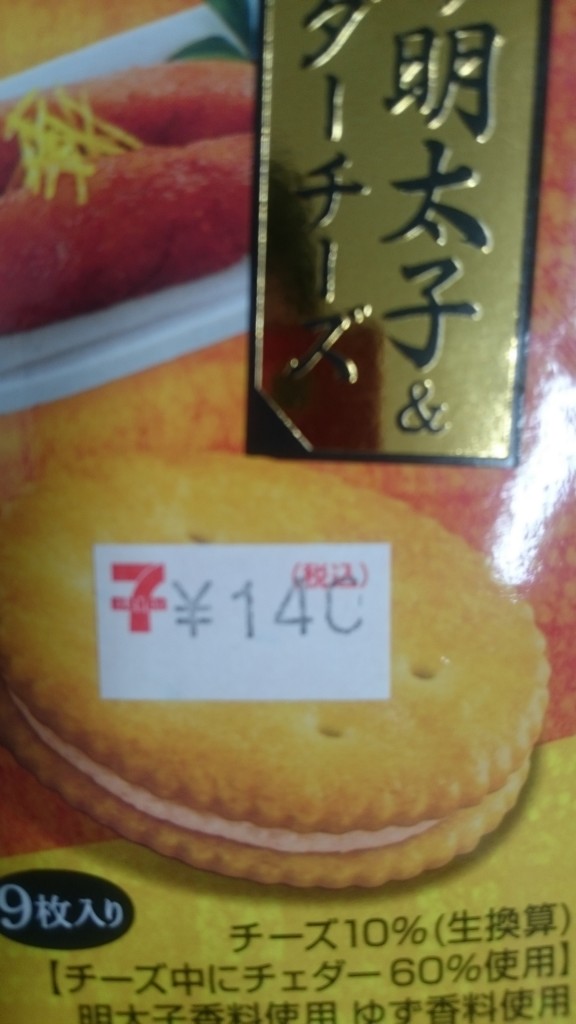 明太子&
ダーチーズ
(税込)
¥140
9枚入り
チーズ10%(生換算)
【チーズ中にチェダー60%使用】
明太子香料使用 ゆず香料使用